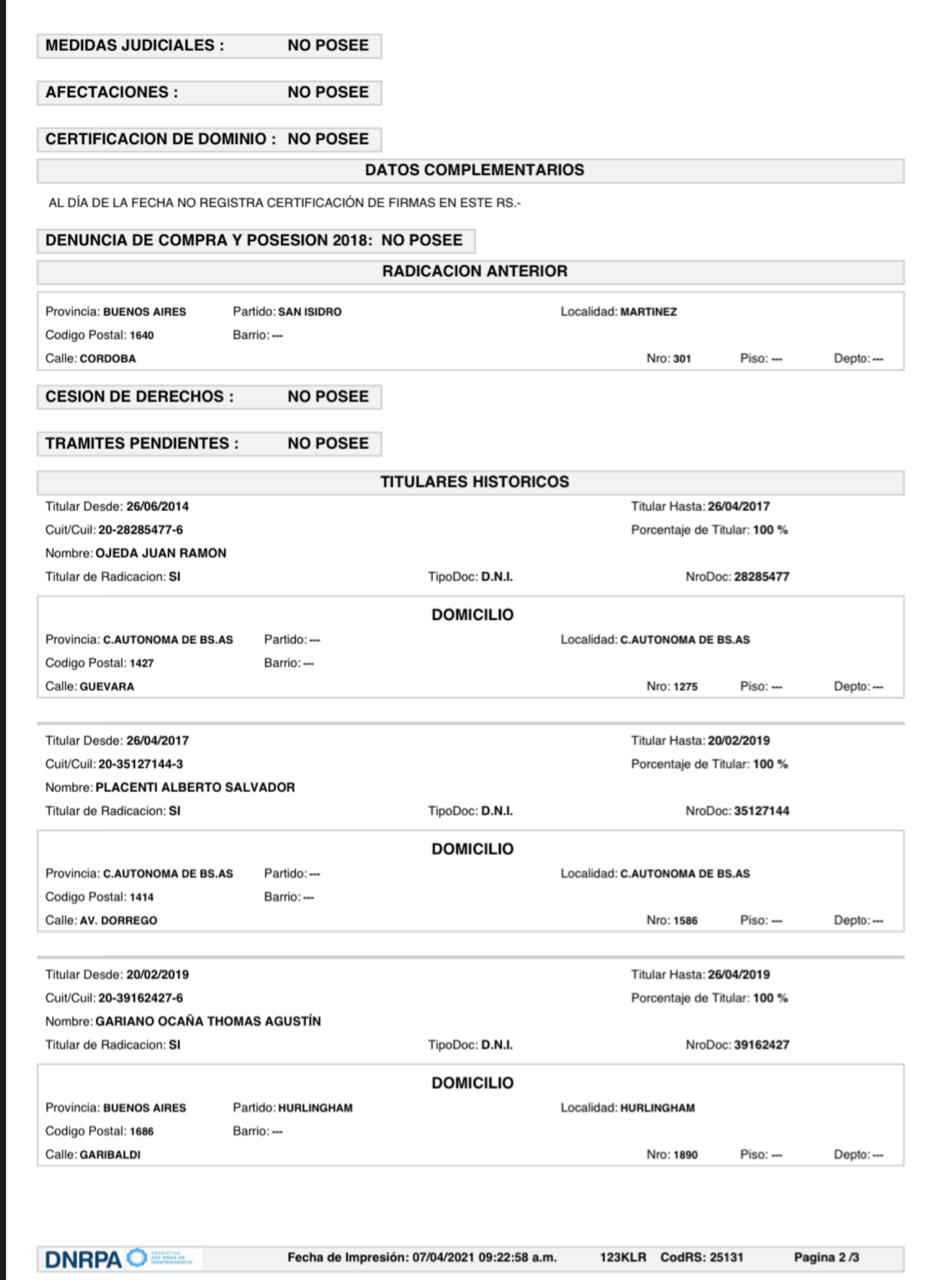 MEDIDAS JUDICIALES : NO POSEE
AFECTACIONES : NO POSEE
CERTIFICACION DE DOMINIO : NO POSEE
DATOS COMPLEMENTARIOS
AL DÍA DE LA FECHA NO REGISTRA CERTIFICACIÓN DE FIRMAS EN ESTE RS.-
DENUNCIA DE COMPRA Y POSESION 2018: NO POSEE
RADICACION ANTERIOR
Provincia: BUENOS AIRES Partido: SAN ISIDRO Localidad: MARTINEZ
Codigo Postal: 1640 Barrio: ---
Calle: CORDOBA Nro: 301 Piso: --- Depto: ---
CESION DE DERECHOS : NO POSEE
TRAMITES PENDIENTES : NO POSEE
TITULARES HISTORICOS
Titular Desde: 26/06/2014 Titular Hasta: 26/04/2017
Cuit/Cuil: 20-28285477-6 Porcentaje de Titular: 100 %
Nombre: OJEDA JUAN RAMON
Titular de Radicacion: SI TipoDoc: D.N.I. NroDoc: 28285477
DOMICILIO
Provincia: C.AUTONOMA DE BS.AS Partido: --- Localidad: C.AUTONOMA DE BS.AS
Codigo Postal: 1427 Barrio: ---
Calle: GUEVARA Nro: 1275 Piso: --- Depto: ---
Titular Desde: 26/04/2017 Titular Hasta: 20/02/2019
Cuit/Cuil: 20-35127144-3 Porcentaje de Titular: 100 %
Nombre: PLACENTI ALBERTO SALVADOR
Titular de Radicacion: SI TipoDoc: D.N.I. NroDoc: 35127144
DOMICILIO
Provincia: C.AUTONOMA DE BS.AS Partido: --- Localidad: C.AUTONOMA DE BS.AS
Codigo Postal: 1414 Barrio: ---
Calle: AV. DORREGO Nro: 1586 Piso: --- Depto: ---
Titular Desde: 20/02/2019 Titular Hasta: 26/04/2019
Cuit/Cuil: 20-39162427-6 Porcentaje de Titular: 100 %
Nombre: GARIANO OCAÑA THOMAS AGUSTÍN
Titular de Radicacion: SI TipoDoc: D.N.I. NroDoc: 39162427
DOMICILIO
Provincia: BUENOS AIRES Partido: HURLINGHAM Localidad: HURLINGHAM
Codigo Postal: 1686 Barrio: ---
Calle: GARIBALDI Nro: 1890 Piso: --- Depto: ---
DNRPA Fecha de Impresión: 07/04/2021 09:22:58 a.m. 123KLR CodRS: 25131 Pagina 2 /3